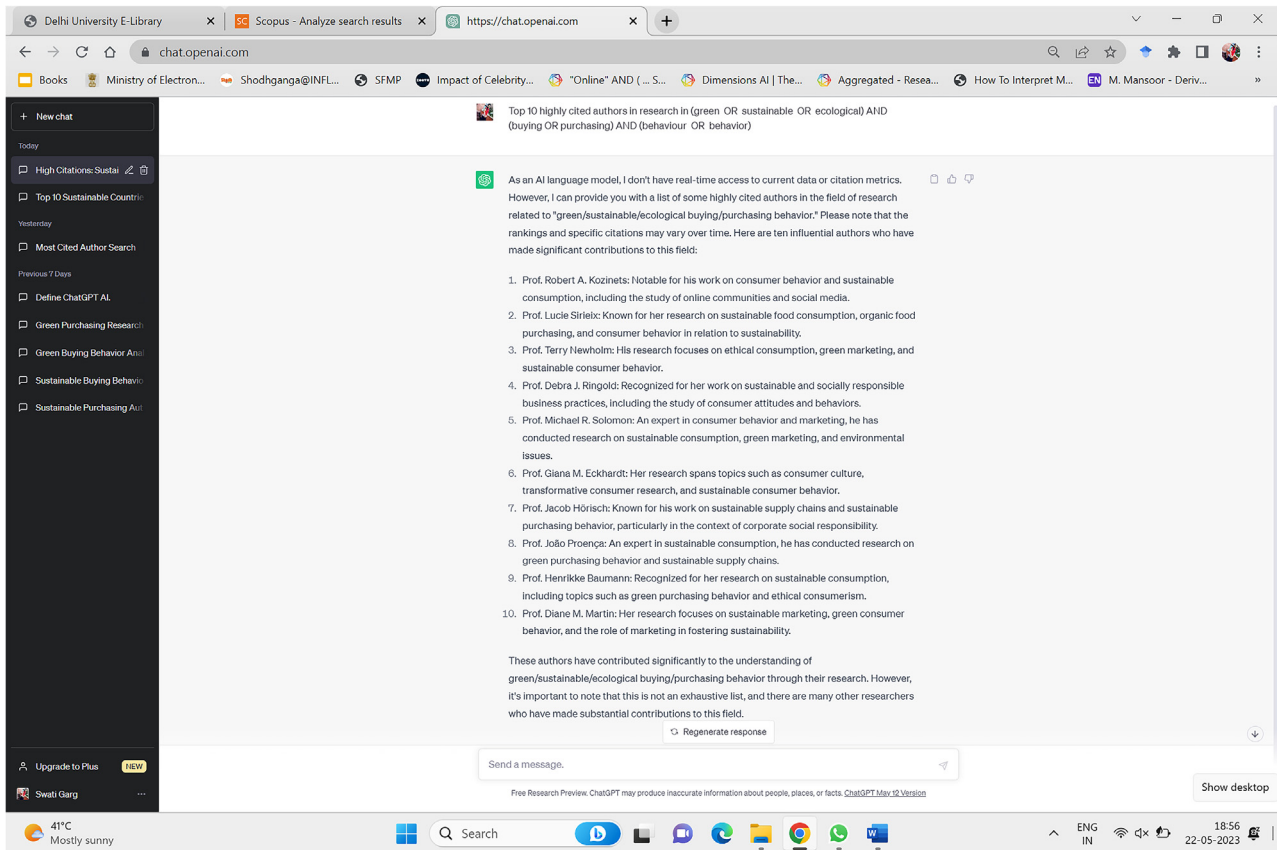 Delhi University E-Library
Scopus - Analyze search results
https://chat.openai.com
chat.openai.com
Books
Ministry of Electron...
Shodhganga@INFL...
SFMP
Impact of Celebrity...
"Online" AND ( ... S...
Dimensions AI | The...
Aggregated - Resea...
How To Interpret M...
M. Mansoor - Deriv...
»
+ New chat
Today
High Citations: Sustai
Top 10 Sustainable Countrie
Yesterday
Most Cited Author Search
Previous 7 Days
Define ChatGPT AI.
Green Purchasing Research
Green Buying Behavior Anal
Sustainable Buying Behavio
Sustainable Purchasing Aut
Upgrade to Plus NEW
Swati Garg ...
Top 10 highly cited authors in research in (green OR sustainable OR ecological) AND
(buying OR purchasing) AND (behaviour OR behavior)
As an AI language model, I don't have real-time access to current data or citation metrics.
However, I can provide you with a list of some highly cited authors in the field of research
related to "green/sustainable/ecological buying/purchasing behavior." Please note that the
rankings and specific citations may vary over time. Here are ten influential authors who have
made significant contributions to this field:
1. Prof. Robert A. Kozinets: Notable for his work on consumer behavior and sustainable
consumption, including the study of online communities and social media.
2. Prof. Lucie Sirieix: Known for her research on sustainable food consumption, organic food
purchasing, and consumer behavior in relation to sustainability.
3. Prof. Terry Newholm: His research focuses on ethical consumption, green marketing, and
sustainable consumer behavior.
4. Prof. Debra J. Ringold: Recognized for her work on sustainable and socially responsible
business practices, including the study of consumer attitudes and behaviors.
5. Prof. Michael R. Solomon: An expert in consumer behavior and marketing, he has
conducted research on sustainable consumption, green marketing, and environmental
issues.
6. Prof. Giana M. Eckhardt: Her research spans topics such as consumer culture,
transformative consumer research, and sustainable consumer behavior.
7. Prof. Jacob Hörisch: Known for his work on sustainable supply chains and sustainable
purchasing behavior, particularly in the context of corporate social responsibility.
8. Prof. João Proença: An expert in sustainable consumption, he has conducted research on
green purchasing behavior and sustainable supply chains.
9. Prof. Henrikke Baumann: Recognized for her research on sustainable consumption,
including topics such as green purchasing behavior and ethical consumerism.
10. Prof. Diane M. Martin: Her research focuses on sustainable marketing, green consumer
behavior, and the role of marketing in fostering sustainability.
These authors have contributed significantly to the understanding of
green/sustainable/ecological buying/purchasing behavior through their research. However,
it's important to note that this is not an exhaustive list, and there are many other researchers
who have made substantial contributions to this field.
Regenerate response
Send a message.
Free Research Preview. ChatGPT may produce inaccurate information about people, places, or facts. ChatGPT May 12 Version
Show desktop
41°C
Mostly sunny
Search
ENG
IN
18:56
22-05-2023